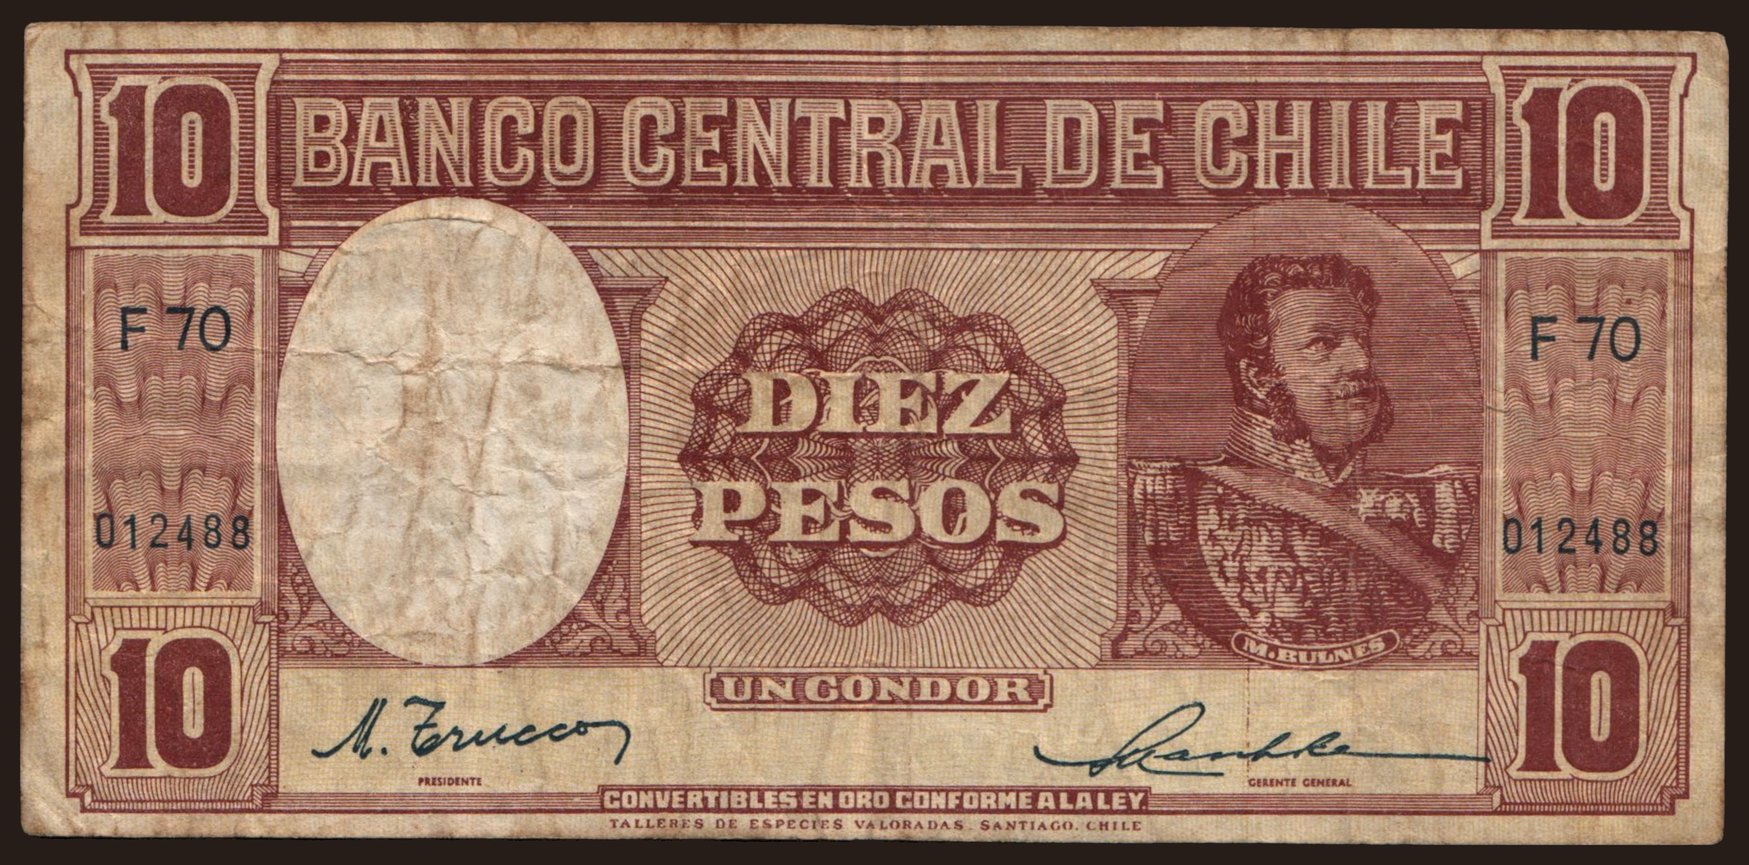 10 BANCO CENTRAL DE CHILE 10
F 70 F 70
DIEZ
PESOS
012488 012488
M. BULNES
10 UN CONDOR 10
M. Trucco
PRESIDENTE GERENTE GENERAL
CONVERTIBLES EN ORO CONFORME A LA LEY.
TALLERES DE ESPECIES VALORADAS. SANTIAGO. CHILE